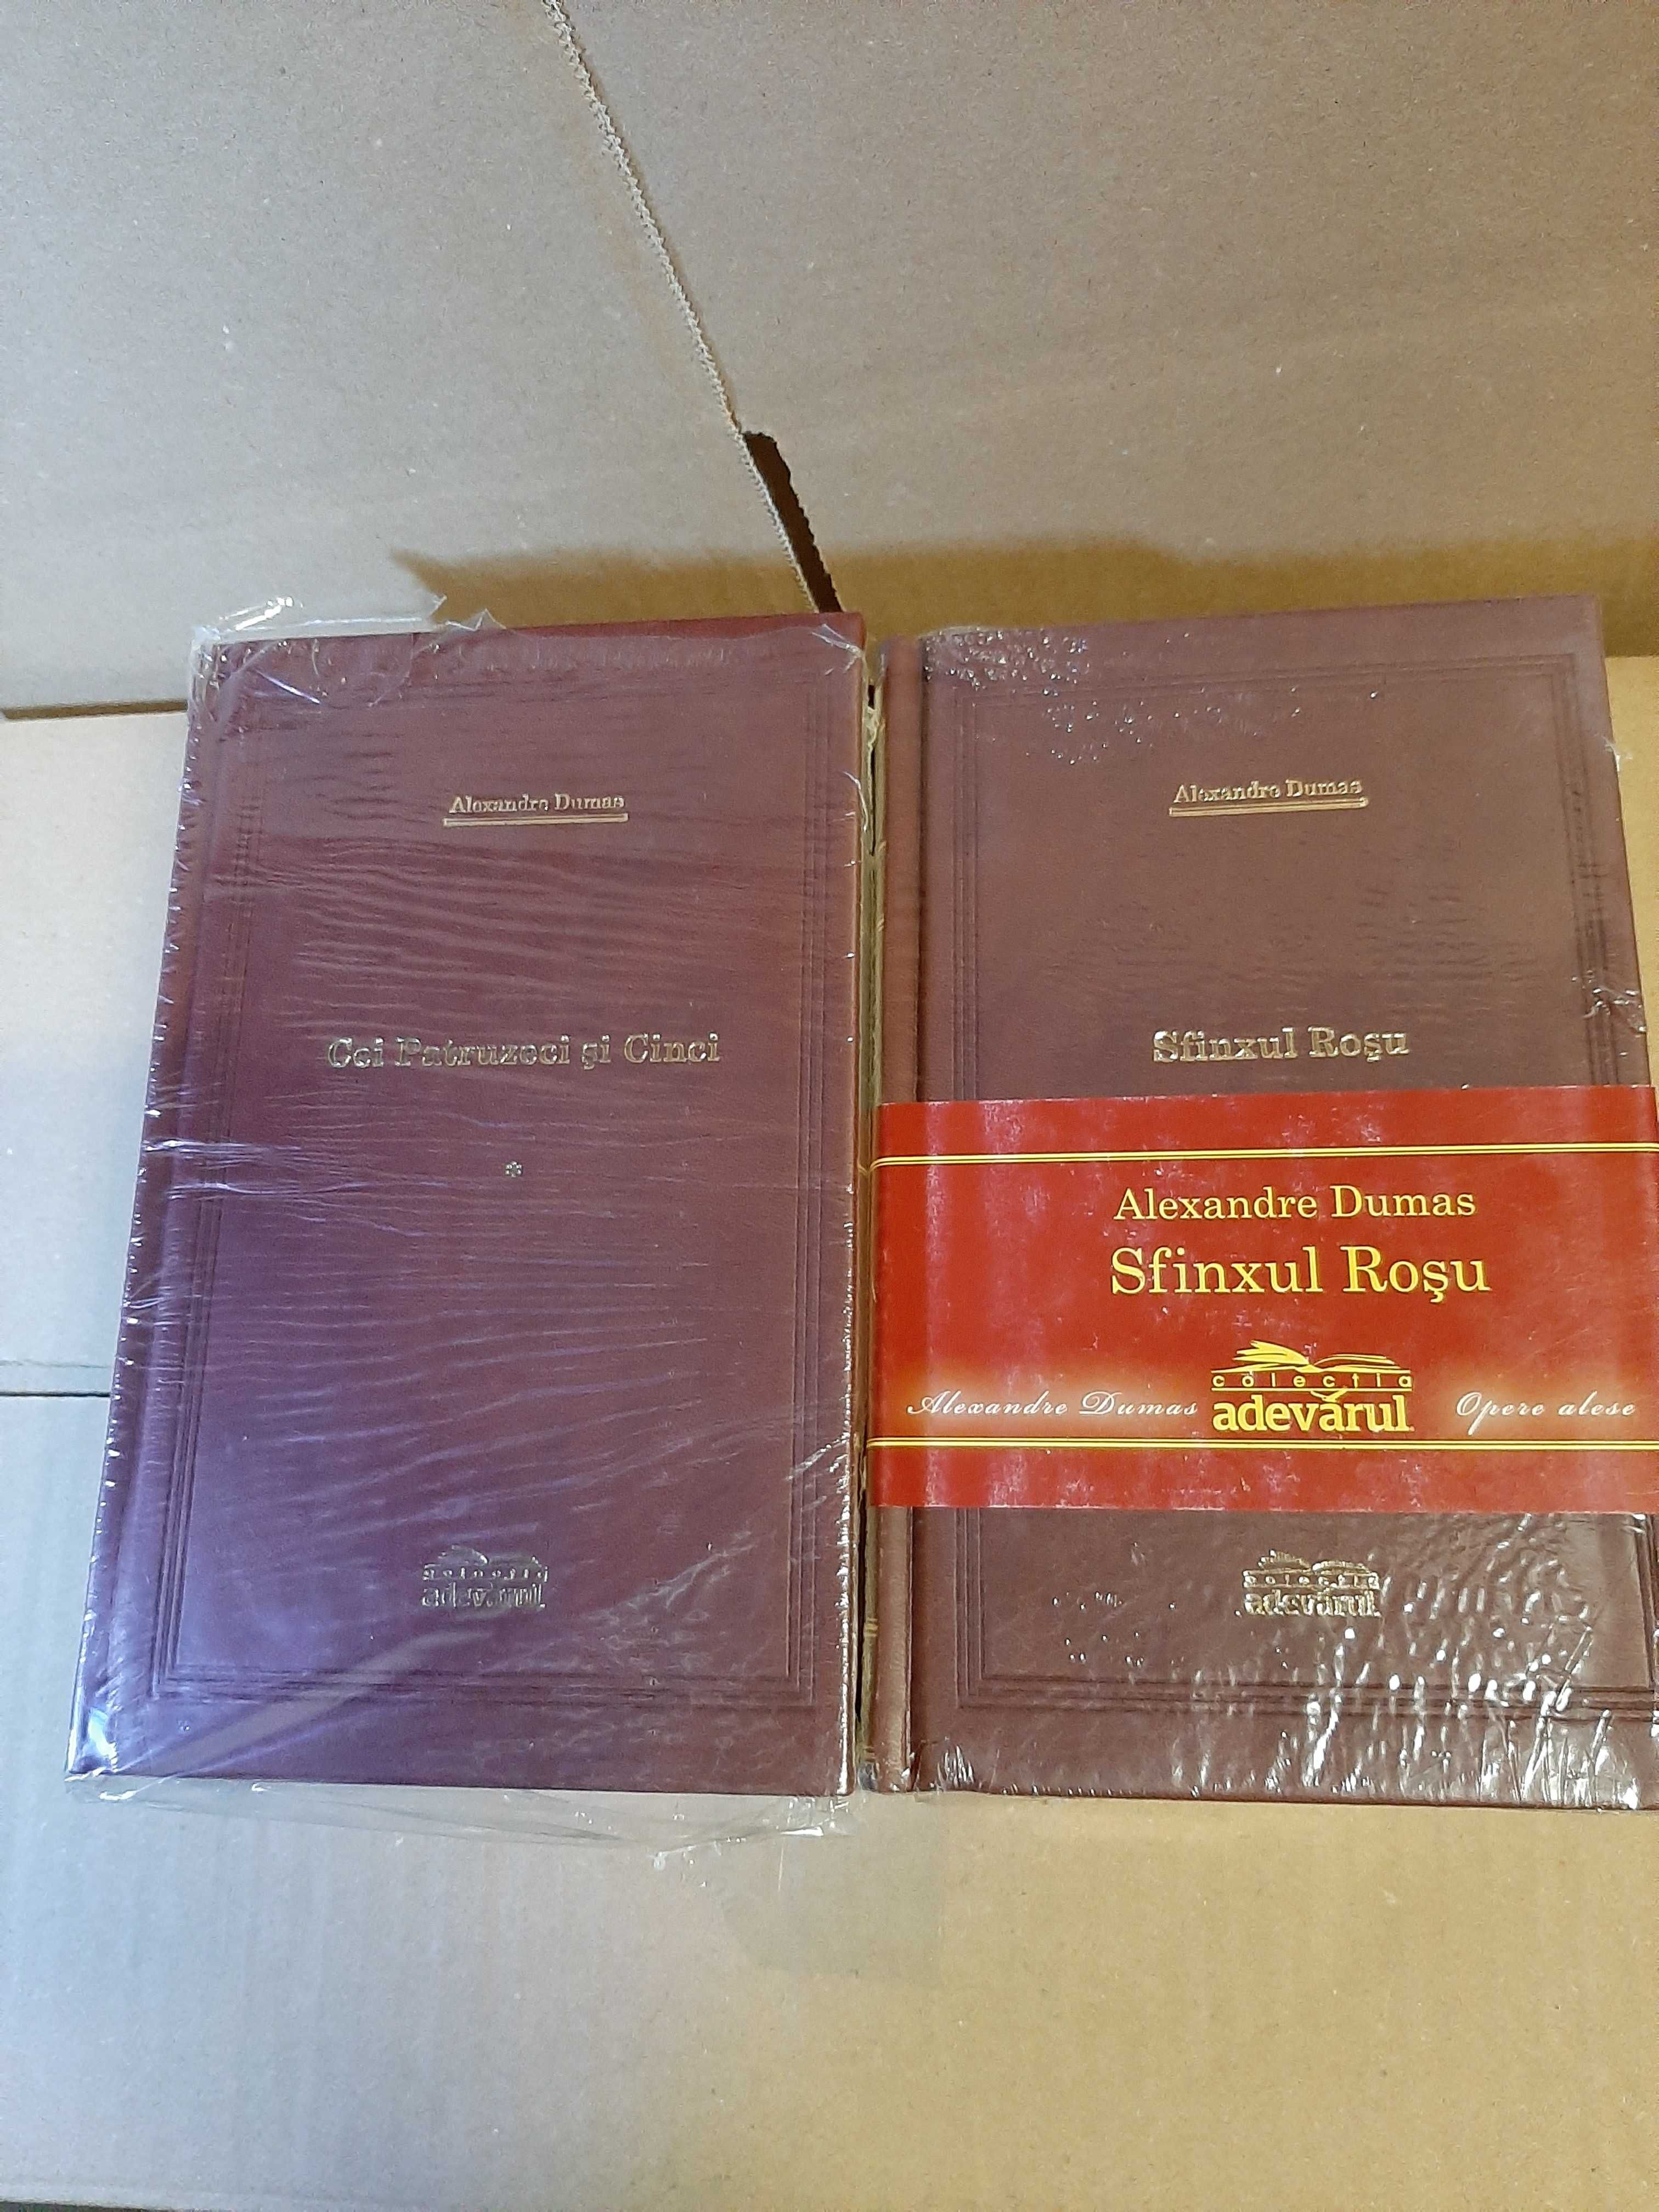 Alexandre Dumas
Cei Patruzeci şi Cinci
*
colecţia
adevărul
Alexandre Dumas
Sfinxul Roşu
Alexandre Dumas
Sfinxul Roşu
colecţia
adevărul
Alexandre Dumas
Opere alese
colecţia
adevărul